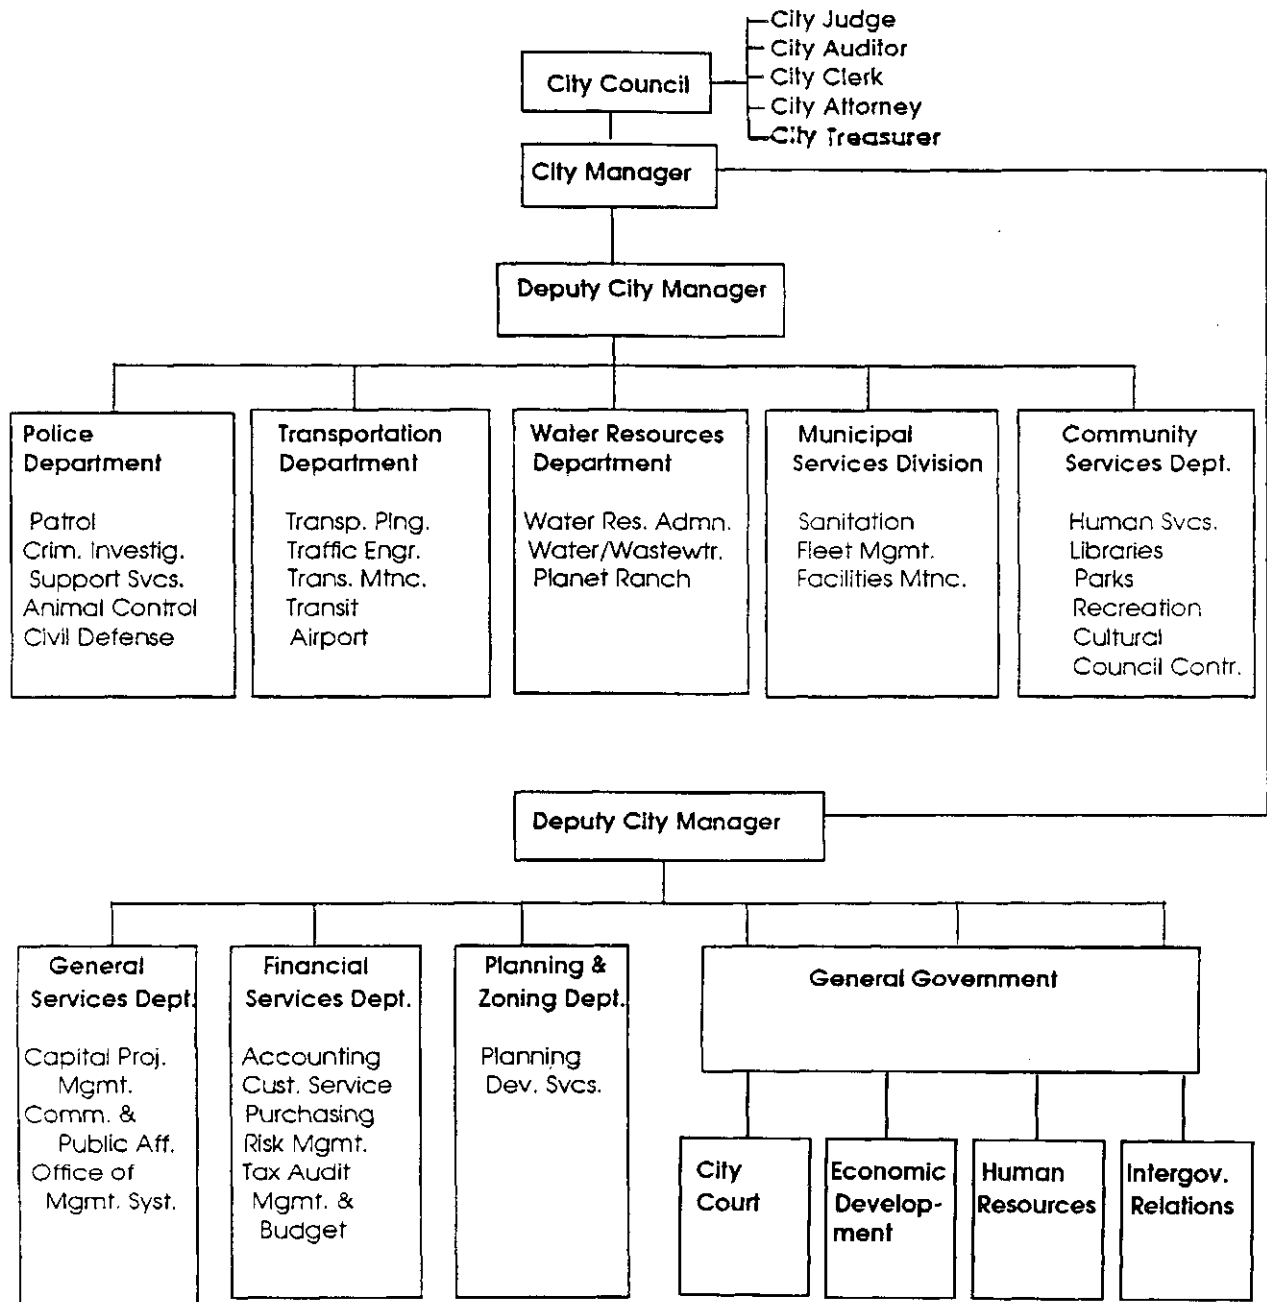 City Judge
City Auditor
City Clerk
City Attorney
City Treasurer
City Council
City Manager
Deputy City Manager
Police
Department
Patrol
Crim. Investig.
Support Svcs.
Animal Control
Civil Defense
Transportation
Department
Transp. Plng.
Traffic Engr.
Trans. Mtnc.
Transit
Airport
Water Resources
Department
Water Res. Admn.
Water/Wastewtr.
Planet Ranch
Municipal
Services Division
Sanitation
Fleet Mgmt.
Facilities Mtnc.
Community
Services Dept.
Human Svcs.
Libraries
Parks
Recreation
Cultural
Council Contr.
Deputy City Manager
General
Services Dept.
Capital Proj.
Mgmt.
Comm. &
Public Aff.
Office of
Mgmt. Syst.
Financial
Services Dept.
Accounting
Cust. Service
Purchasing
Risk Mgmt.
Tax Audit
Mgmt. &
Budget
Planning &
Zoning Dept.
Planning
Dev. Svcs.
General Government
City
Court
Economic
Develop-
ment
Human
Resources
Intergov.
Relations